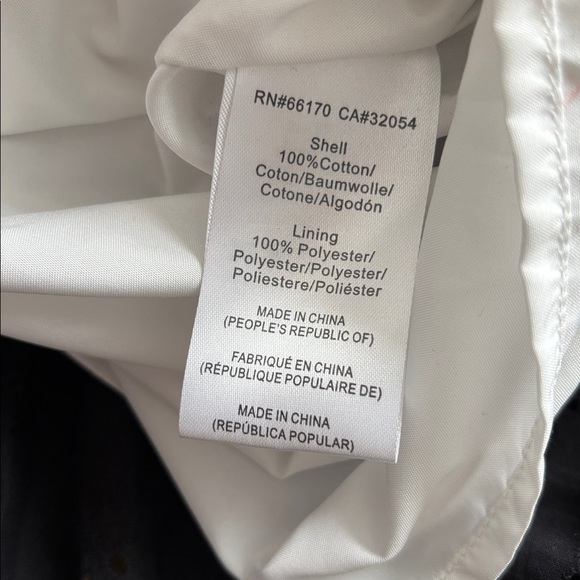 RN#66170 CA#32054
Shell
100%Cotton/
Coton/Baumwolle/
Cotone/Algodón
Lining
100% Polyester/
Polyester/Polyester/
Poliestere/Poliéster
MADE IN CHINA
(PEOPLE'S REPUBLIC OF)
FABRIQUÉ EN CHINA
(RÉPUBLIQUE POPULAIRE DE)
MADE IN CHINA
(REPÚBLICA POPULAR)